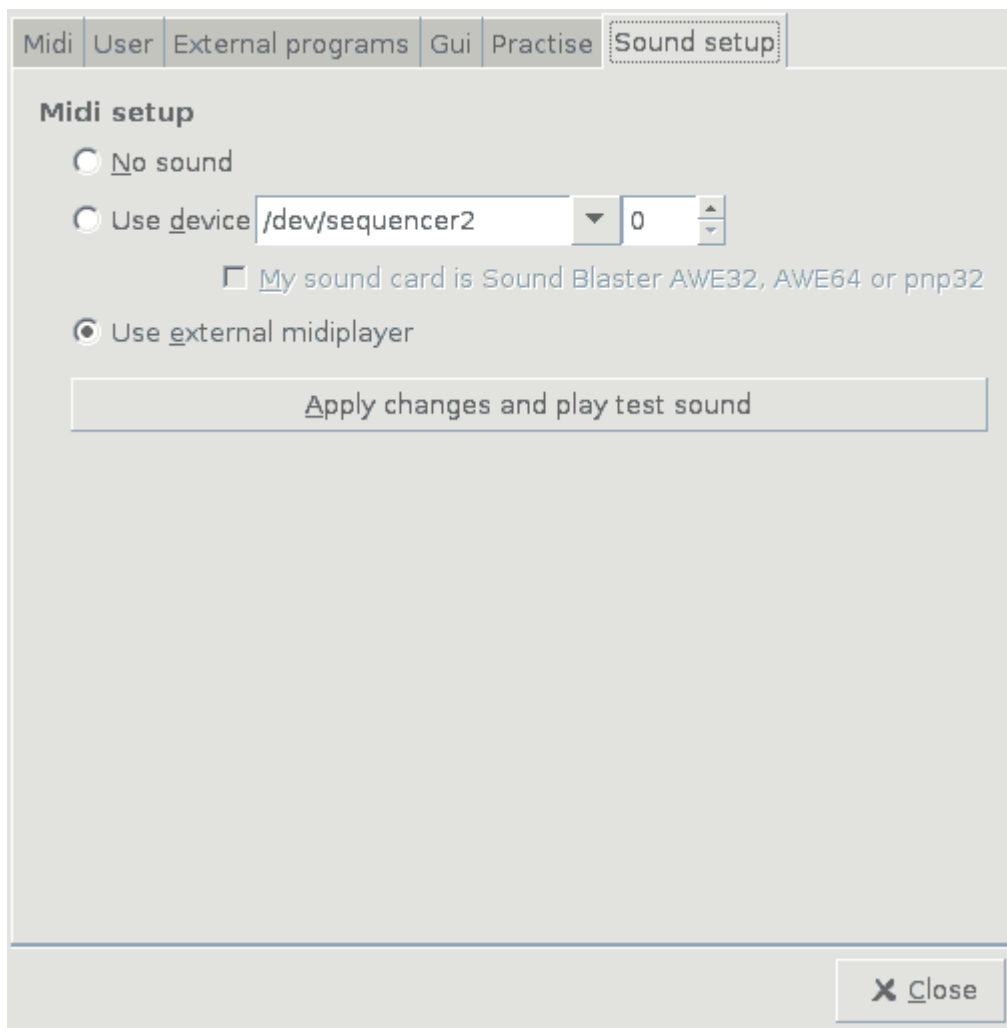 Midi User External programs Gui Practise Sound setup
Midi setup
No sound
Use device /dev/sequencer2 0
My sound card is Sound Blaster AWE32, AWE64 or pnp32
Use external midiplayer
Apply changes and play test sound
Close